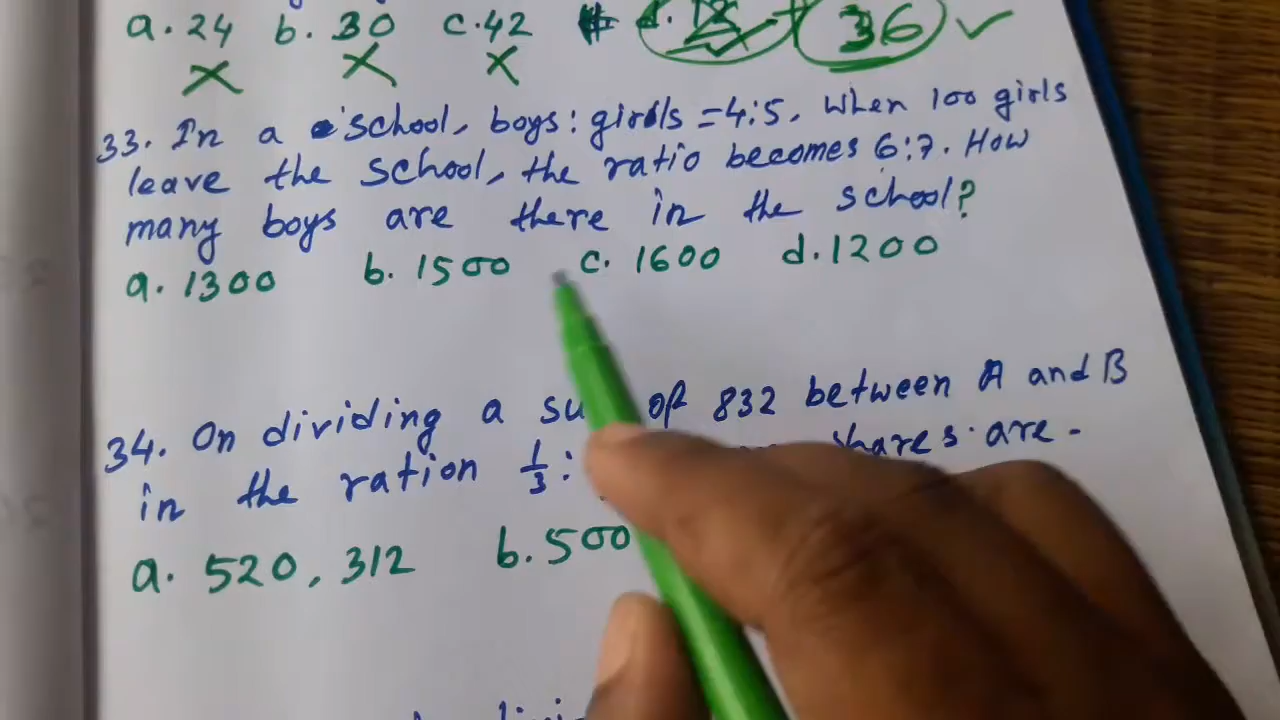 a. 24 b. 30 c. 42 d. 36
33. In a school, boys : girls = 4:5. When 100 girls
leave the school, the ratio becomes 6:7. How
many boys are there in the school?
a. 1300 b. 1500 c. 1600 d. 1200
34. On dividing a of 832 between A and B
in the ration 1/3 : shares are.
a. 520, 312 b. 500